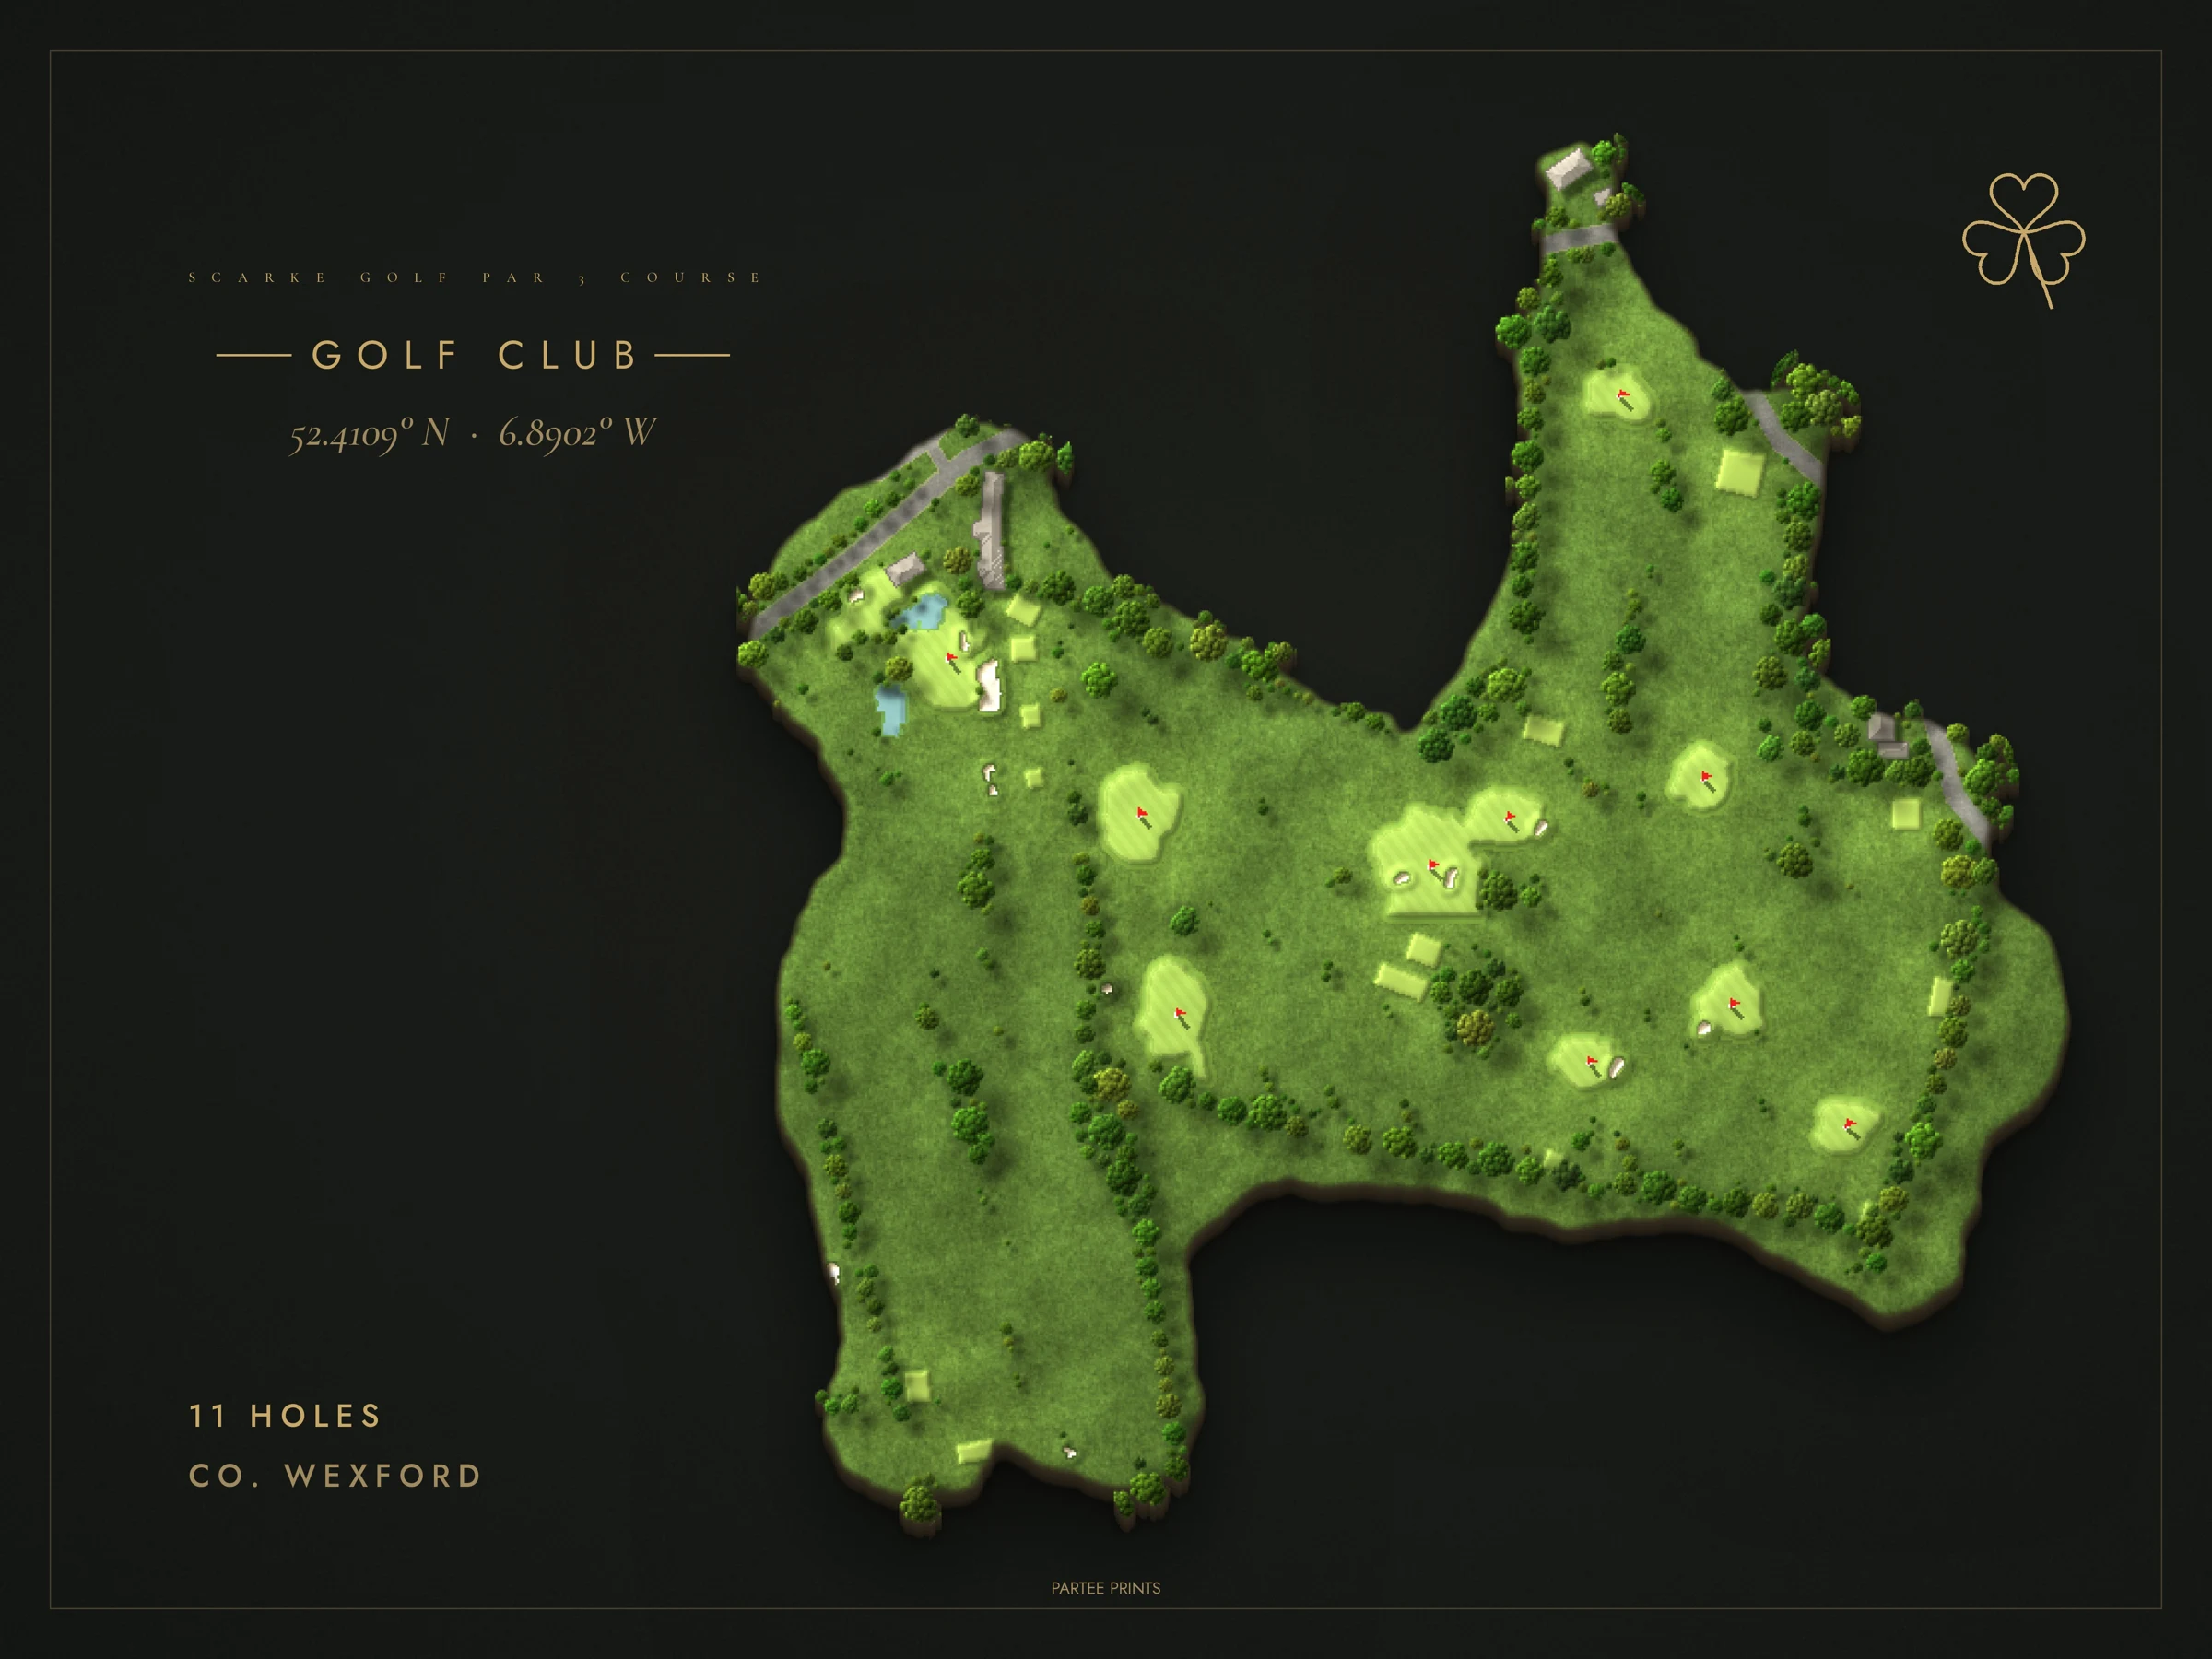 SCARKE GOLF PAR 3 COURSE
GOLF CLUB
52.4109° N · 6.8902° W
11 HOLES
CO. WEXFORD
PARTEE PRINTS